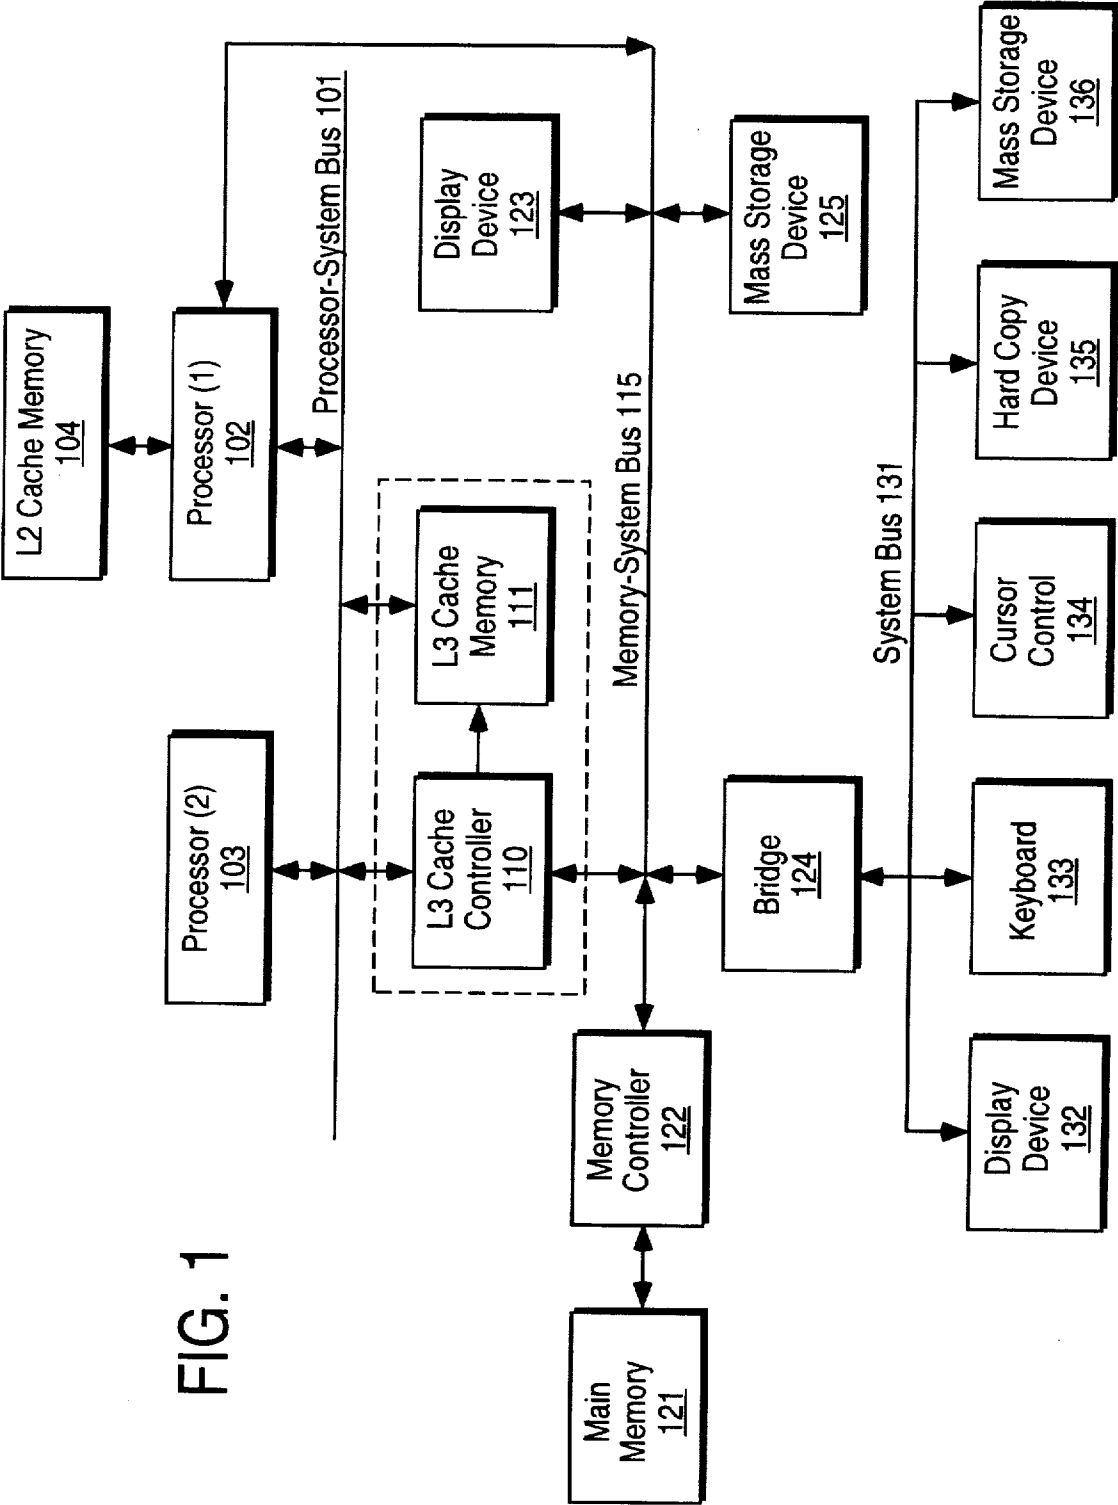 L2 Cache Memory
104
Processor (2)
103
Processor (1)
102
Processor-System Bus 101
L3 Cache
Controller
110
L3 Cache
Memory
111
Display
Device
123
Memory-System Bus 115
Main
Memory
121
Memory
Controller
122
Bridge
124
Mass Storage
Device
125
System Bus 131
Display
Device
132
Keyboard
133
Cursor
Control
134
Hard Copy
Device
135
Mass Storage
Device
136
FIG. 1